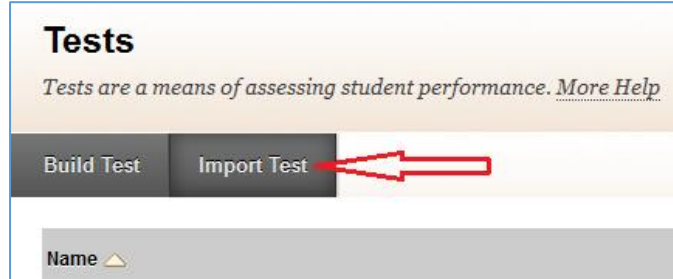 Tests
Tests are a means of assessing student performance. More Help
Build Test Import Test
Name